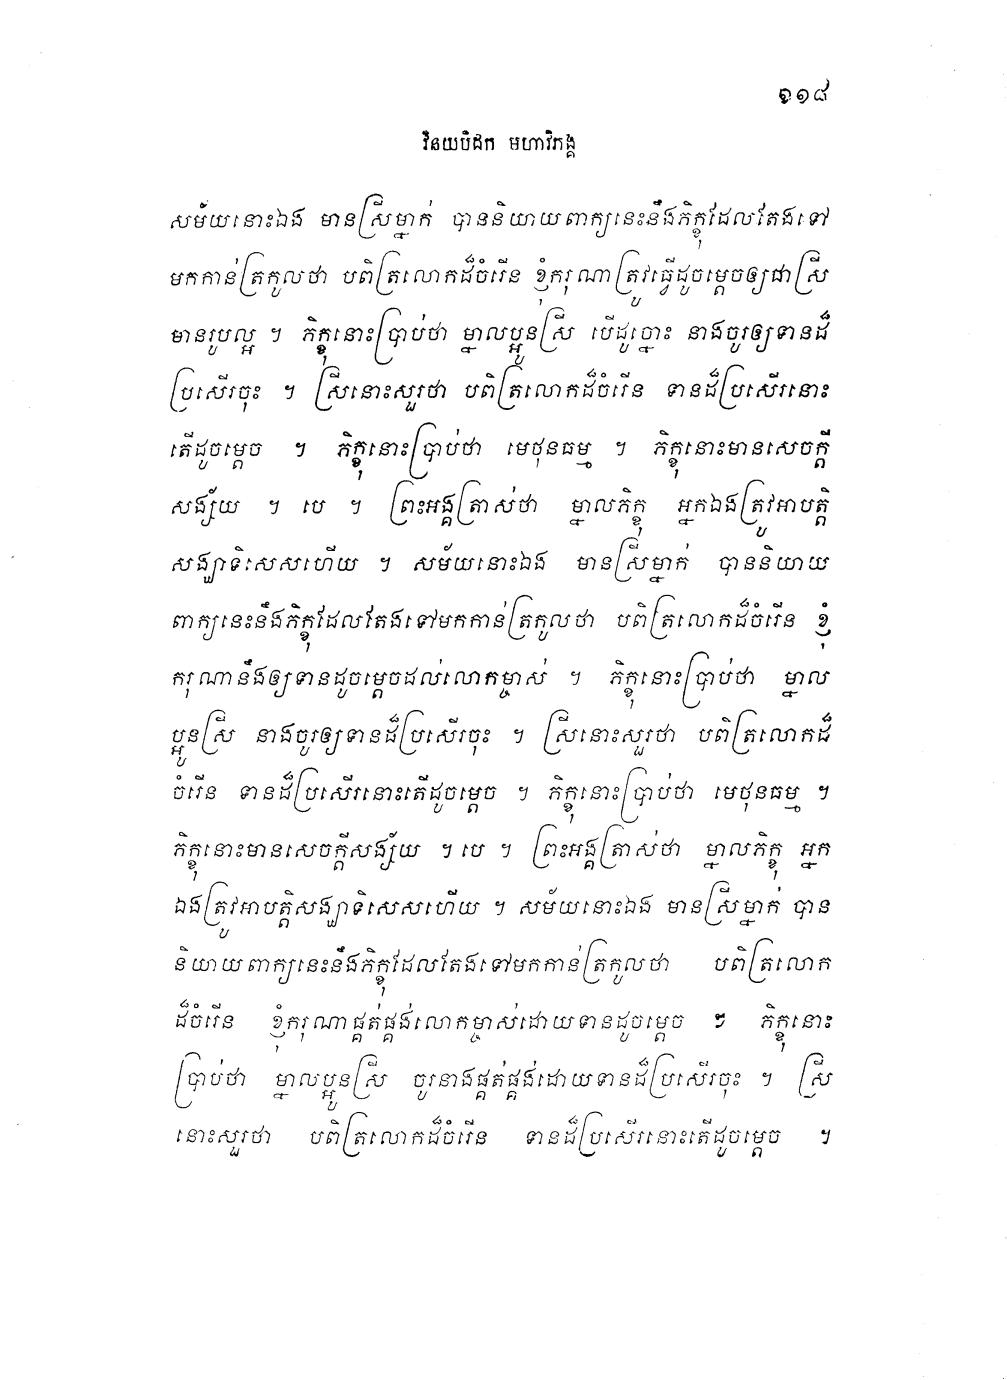 ១១៨
វិនយបិដក មហាវិភង្គ
សម័យនោះឯង មានស្រីម្នាក់ បាននិយាយពាក្យនេះនឹងភិក្ខុដែលតែងទៅ
មកកាន់ត្រកូលថា បពិត្រលោកដ៏ចំរើន ខ្ញុំករុណាត្រូវធ្វើដូចម្តេចឲ្យជាស្រី
មានរូបល្អ ។ ភិក្ខុនោះប្រាប់ថា ម្នាលប្អូនស្រី បើដូច្នោះ នាងចូរឲ្យទានដ៏
ប្រសើរចុះ ។ ស្រីនោះសួរថា បពិត្រលោកដ៏ចំរើន ទានដ៏ប្រសើរនោះ
តើដូចម្តេច ។ ភិក្ខុនោះប្រាប់ថា មេថុនធម្ម ។ ភិក្ខុនោះមានសេចក្តី
សង្ស័យ ។ បេ ។ ព្រះអង្គត្រាស់ថា ម្នាលភិក្ខុ អ្នកឯងត្រូវអាបត្តិ
សង្ឃាទិសេសហើយ ។ សម័យនោះឯង មានស្រីម្នាក់ បាននិយាយ
ពាក្យនេះនឹងភិក្ខុដែលតែងទៅមកកាន់ត្រកូលថា បពិត្រលោកដ៏ចំរើន ខ្ញុំ
ករុណានឹងឲ្យទានដូចម្តេចដល់លោកម្ចាស់ ។ ភិក្ខុនោះប្រាប់ថា ម្នាល
ប្អូនស្រី នាងចូរឲ្យទានដ៏ប្រសើរចុះ ។ ស្រីនោះសួរថា បពិត្រលោកដ៏
ចំរើន ទានដ៏ប្រសើរនោះតើដូចម្តេច ។ ភិក្ខុនោះប្រាប់ថា មេថុនធម្ម ។
ភិក្ខុនោះមានសេចក្តីសង្ស័យ ។ បេ ។ ព្រះអង្គត្រាស់ថា ម្នាលភិក្ខុ អ្នក
ឯងត្រូវអាបត្តិសង្ឃាទិសេសហើយ ។ សម័យនោះឯង មានស្រីម្នាក់ បាន
និយាយពាក្យនេះនឹងភិក្ខុដែលតែងទៅមកកាន់ត្រកូលថា បពិត្រលោក
ដ៏ចំរើន ខ្ញុំករុណាផ្គត់ផ្គង់លោកម្ចាស់ដោយទានដូចម្តេច ។ ភិក្ខុនោះ
ប្រាប់ថា ម្នាលប្អូនស្រី ចូរនាងផ្គត់ផ្គង់ដោយទានដ៏ប្រសើរចុះ ។ ស្រី
នោះសួរថា បពិត្រលោកដ៏ចំរើន ទានដ៏ប្រសើរនោះតើដូចម្តេច ។